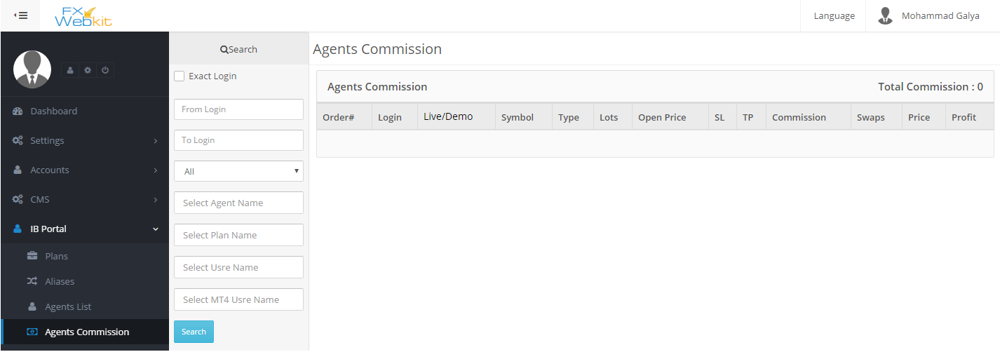 FX
Webkit
Language
Mohammad Galya
Dashboard
Settings
Accounts
CMS
IB Portal
Plans
Aliases
Agents List
Agents Commission
Search
Exact Login
From Login
To Login
All
Select Agent Name
Select Plan Name
Select Usre Name
Select MT4 Usre Name
Search
Agents Commission
Agents Commission Total Commission : 0
Order# Login Live/Demo Symbol Type Lots Open Price SL TP Commission Swaps Price Profit